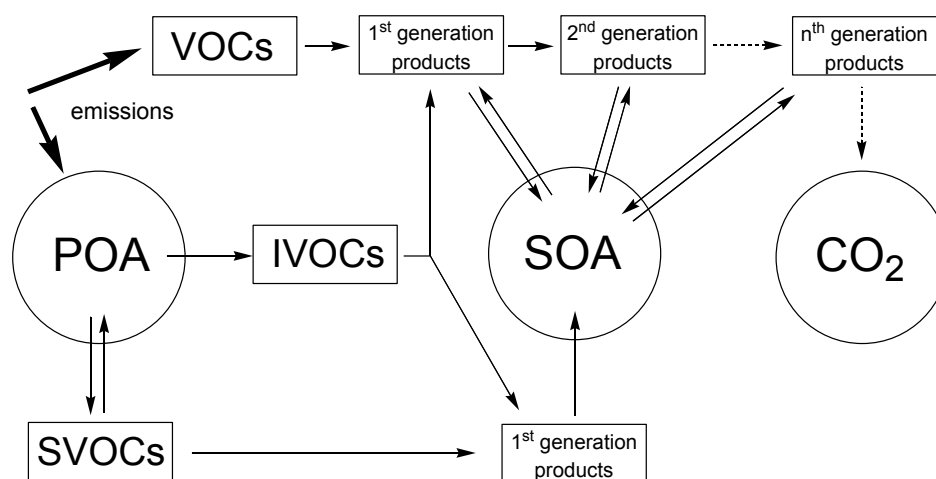 VOCs
1st generation
products
2nd generation
products
nth generation
products
emissions
POA
IVOCs
SOA
CO2
SVOCs
1st generation
products